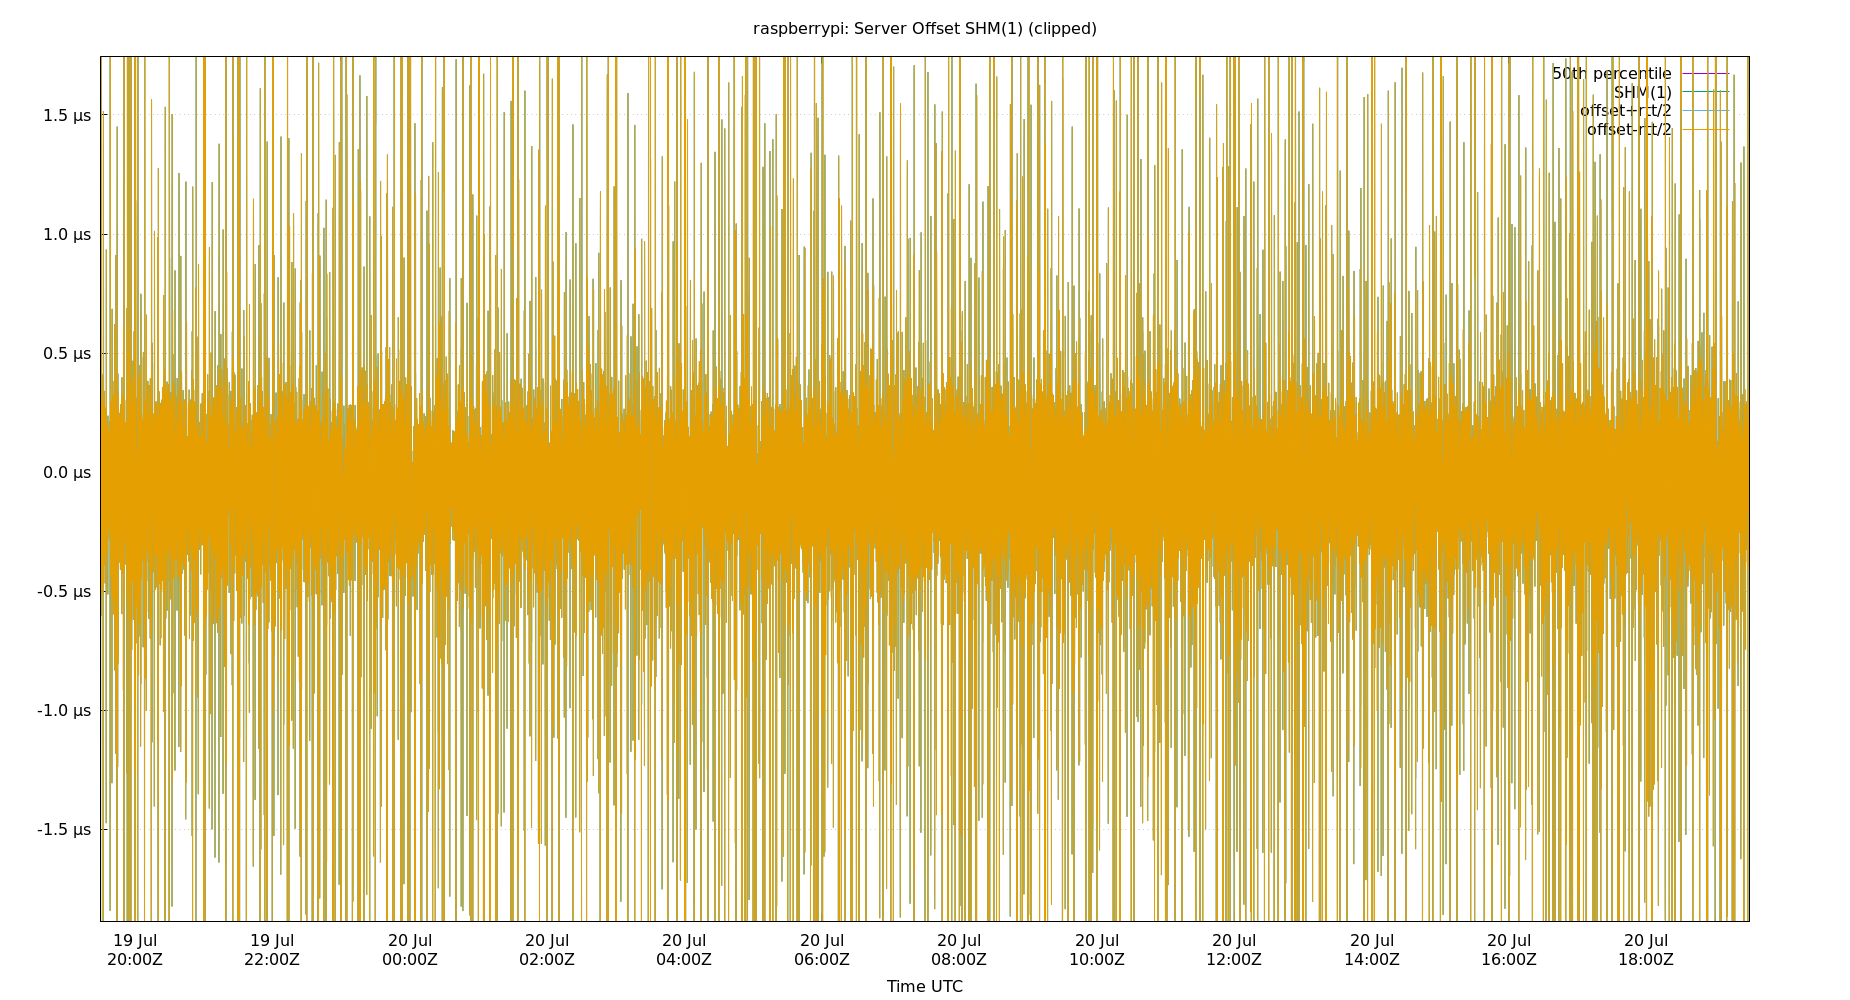 raspberrypi: Server Offset SHM(1) (clipped)
50th percentile
SHM(1)
offset+rtt/2
offset-rtt/2
1.5 µs
1.0 µs
0.5 µs
0.0 µs
-0.5 µs
-1.0 µs
-1.5 µs
19 Jul 19 Jul 20 Jul 20 Jul 20 Jul 20 Jul 20 Jul 20 Jul 20 Jul 20 Jul 20 Jul 20 Jul
20:00Z 22:00Z 00:00Z 02:00Z 04:00Z 06:00Z 08:00Z 10:00Z 12:00Z 14:00Z 16:00Z 18:00Z
Time UTC